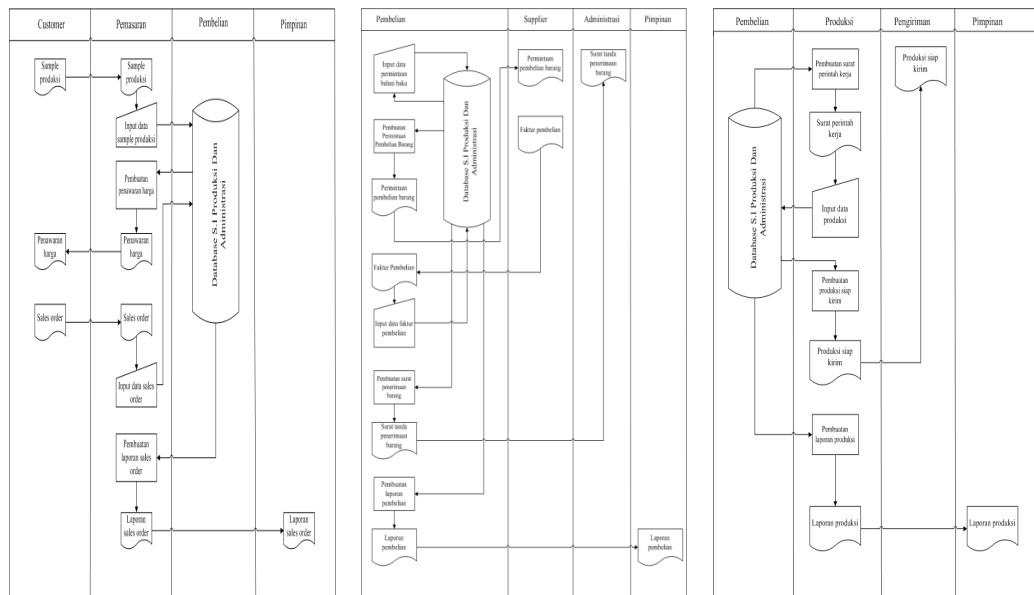 Customer
Pemasaran
Pembelian
Pimpinan
Sample
produksi
Sample
produksi
Input data
sample produksi
Database S.I Produksi Dan
Administrasi
Pembuatan
penawaran harga
Penawaran
harga
Penawaran
harga
Sales order
Sales order
Input data sales
order
Pembuatan
laporan sales
order
Laporan
sales order
Laporan
sales order
Pembelian
Supplier
Administrasi
Pimpinan
Input data
permintaan
bahan baku
Permintaan
pembelian barang
Surat tanda
penerimaan
barang
Database S.I Produksi Dan
Administrasi
Pembuatan
Permintaan
Pembelian Barang
Faktur pembelian
Permintaan
pembelian barang
Faktur Pembelian
Input data faktur
pembelian
Pembuatan surat
penerimaan
barang
Surat tanda
penerimaan
barang
Pembuatan
laporan
pembelian
Laporan
pembelian
Laporan
pembelian
Pembelian
Produksi
Pengiriman
Pimpinan
Pembuatan surat
perintah kerja
Produksi siap
kirim
Surat perintah
kerja
Database S.I Produksi Dan
Administrasi
Input data
produksi
Pembuatan
produksi siap
kirim
Produksi siap
kirim
Pembuatan
laporan produksi
Laporan produksi
Laporan produksi